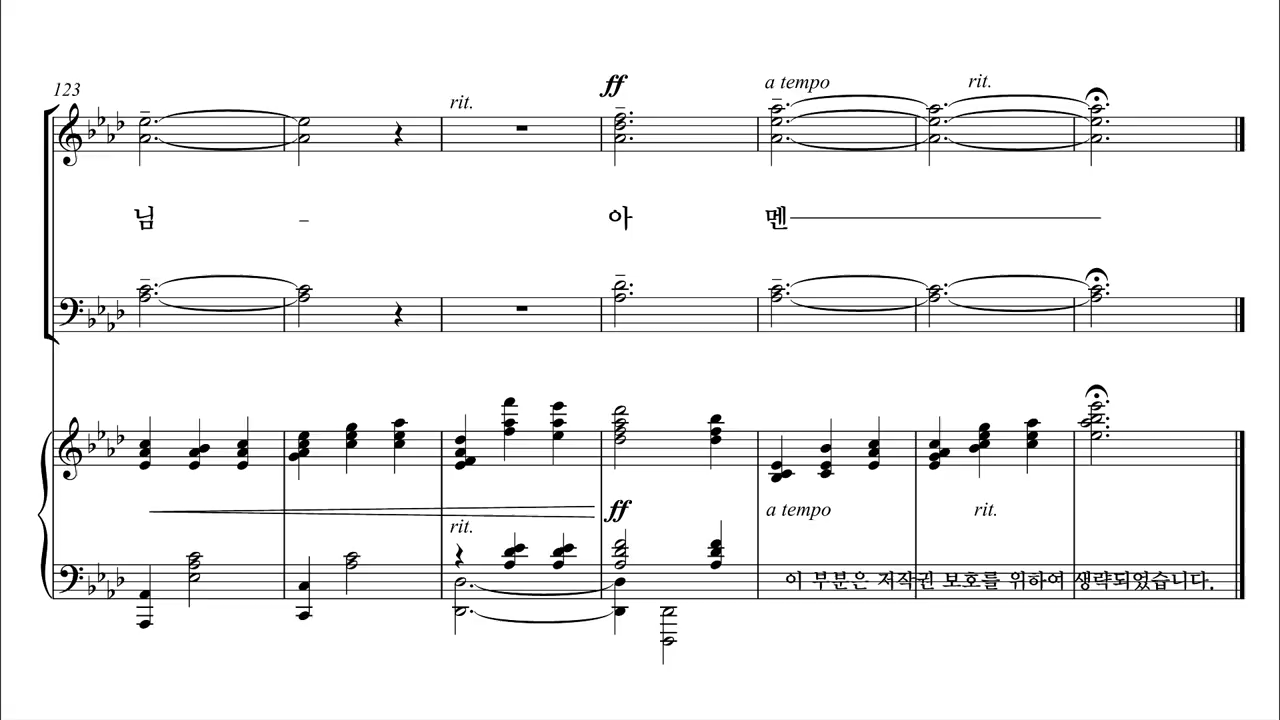 123
rit.
ff
a tempo
rit.
님 - 아 멘
ff
rit.
a tempo
rit.
이 부분은 저작권 보호를 위하여 생략되었습니다.